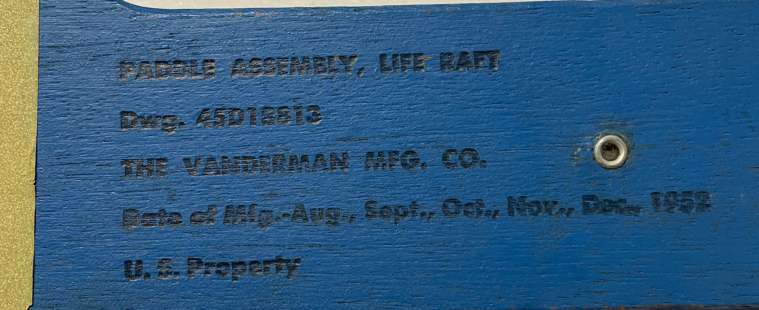 PADDLE ASSEMBLY, LIFE RAFT
Dwg.
THE VANDERMAN MFG. CO.
Date of Mfg.-Aug., Sept., Oct., Nov., Dec., 1952
U. S. Property